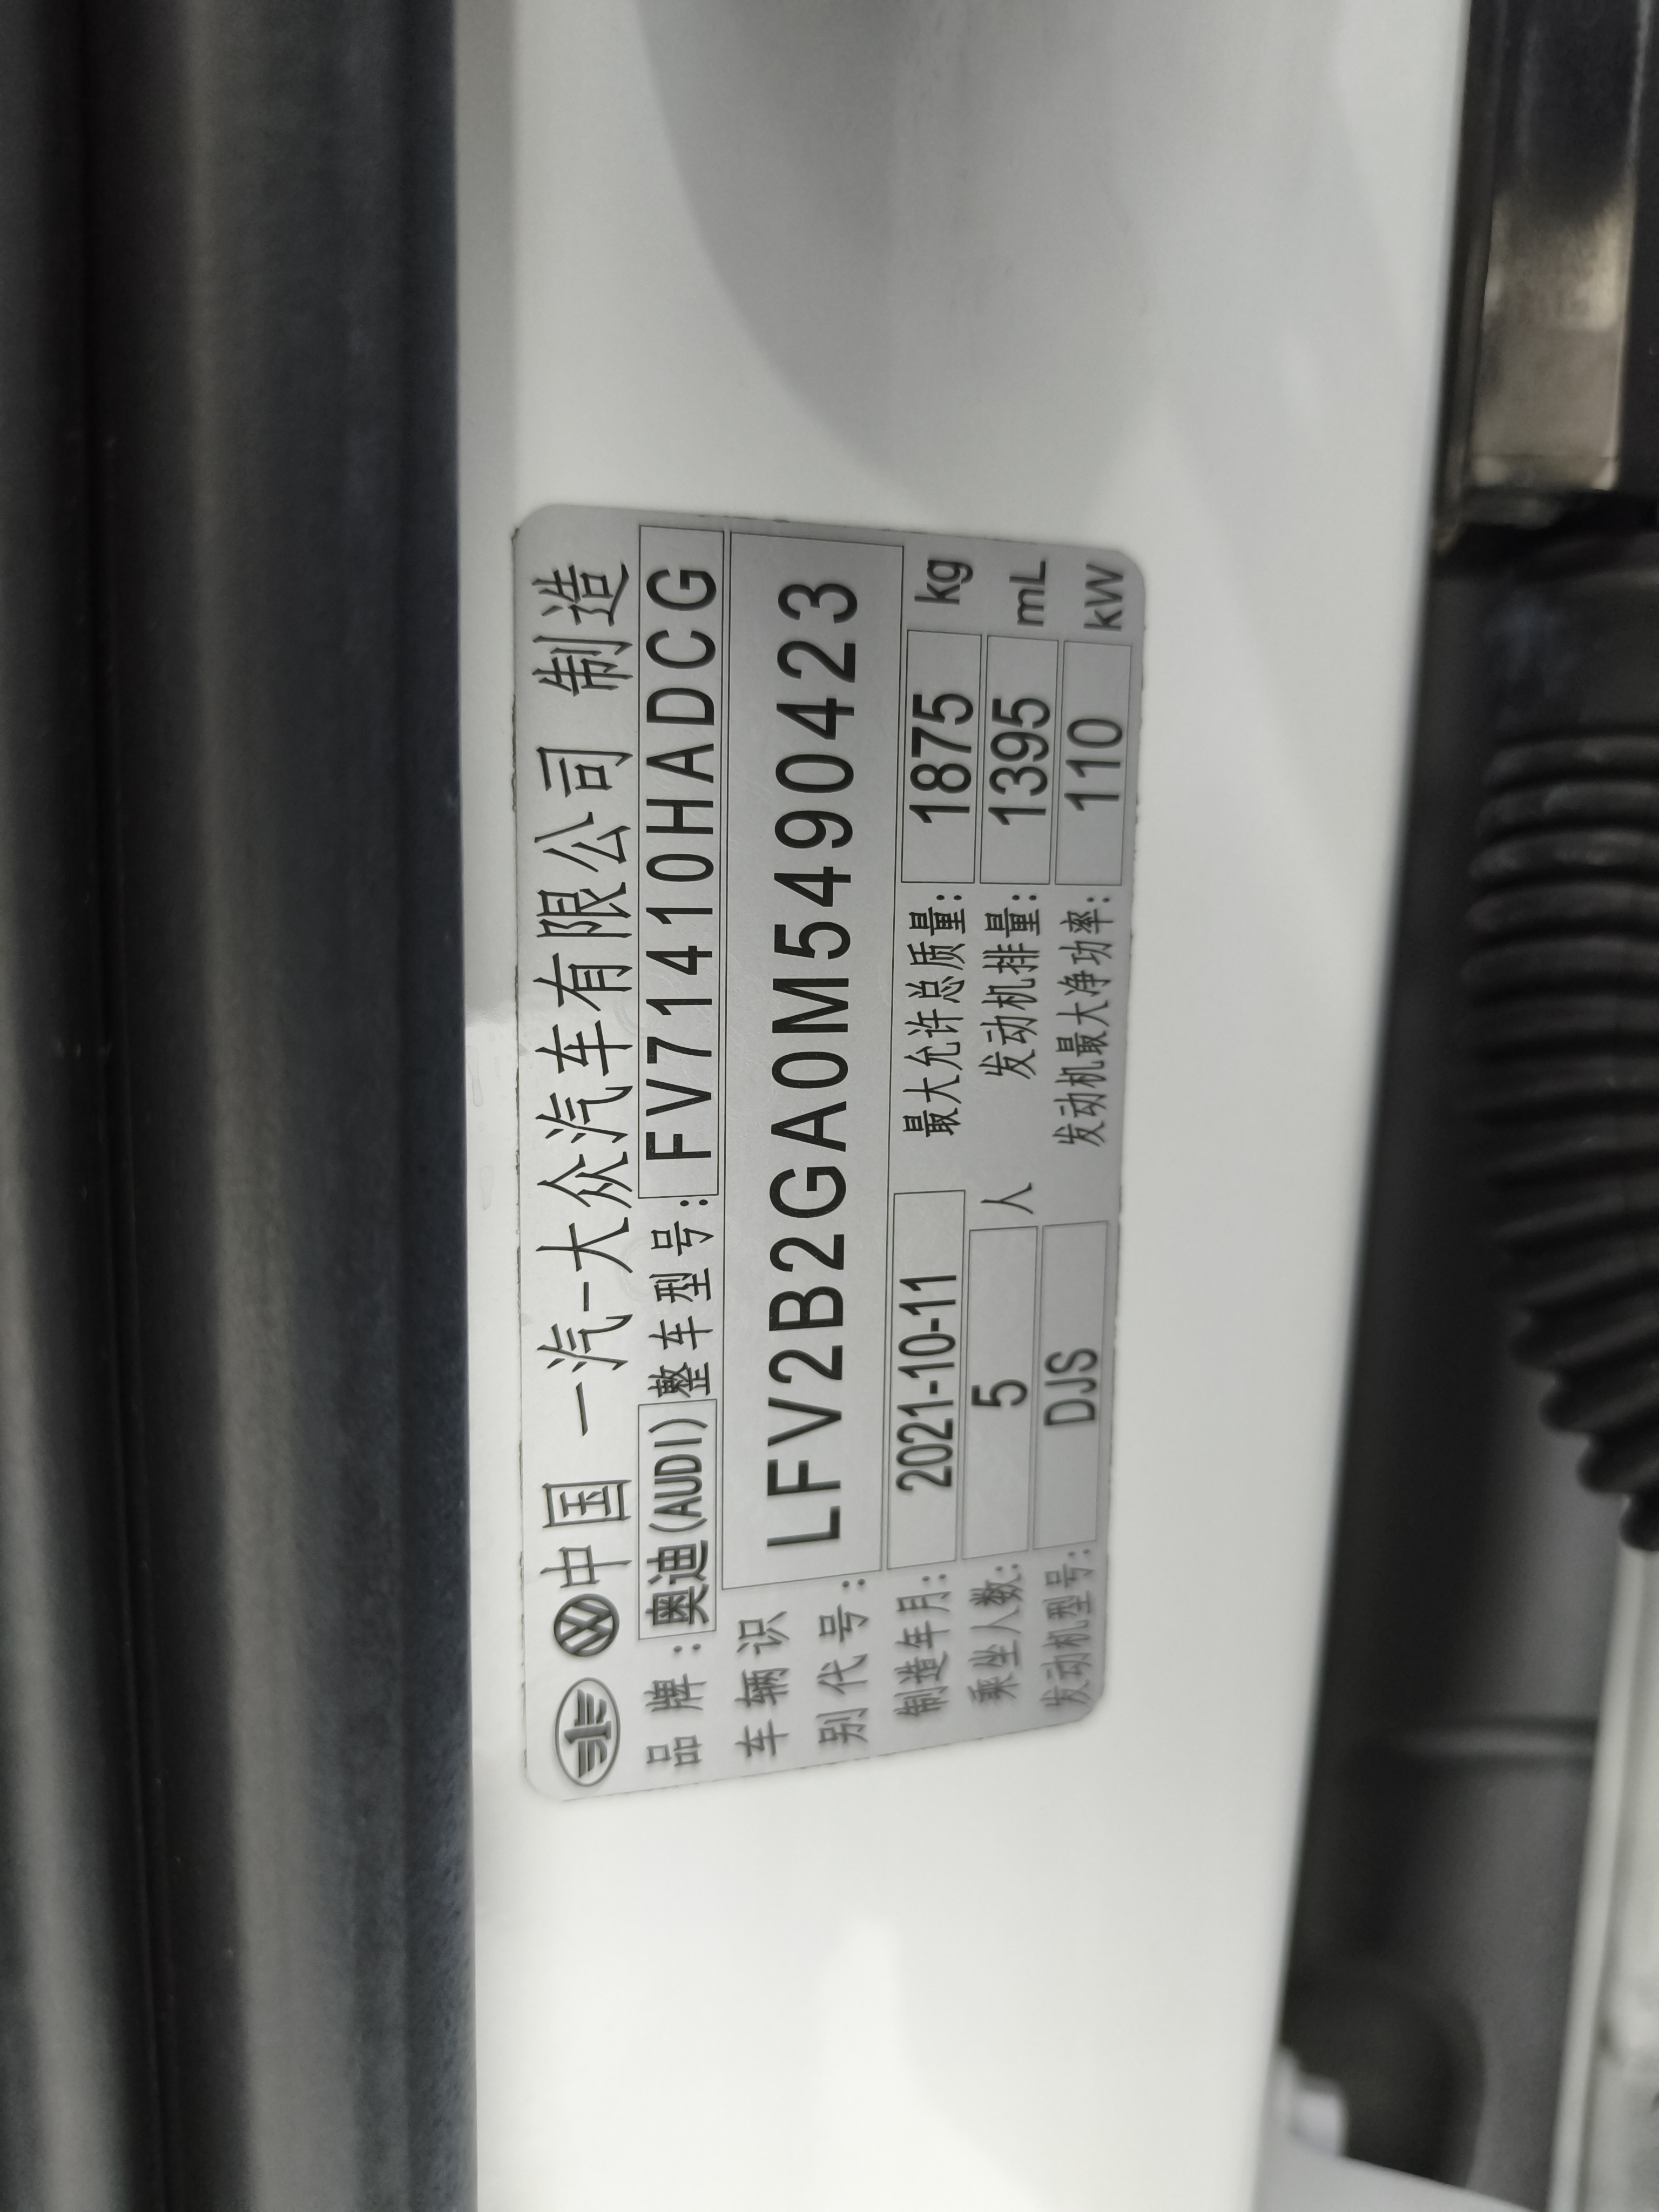 中国 一汽-大众汽车有限公司 制造
品牌:奥迪(AUDI) 整车型号:FV71410HADCG
车辆识别代号: LFV2B2GA0M5490423
制造年月: 2021-10-11 最大允许总质量: 1875 kg
乘坐人数: 5 人 发动机排量: 1395 mL
发动机型号: DJS 发动机最大净功率: 110 kW